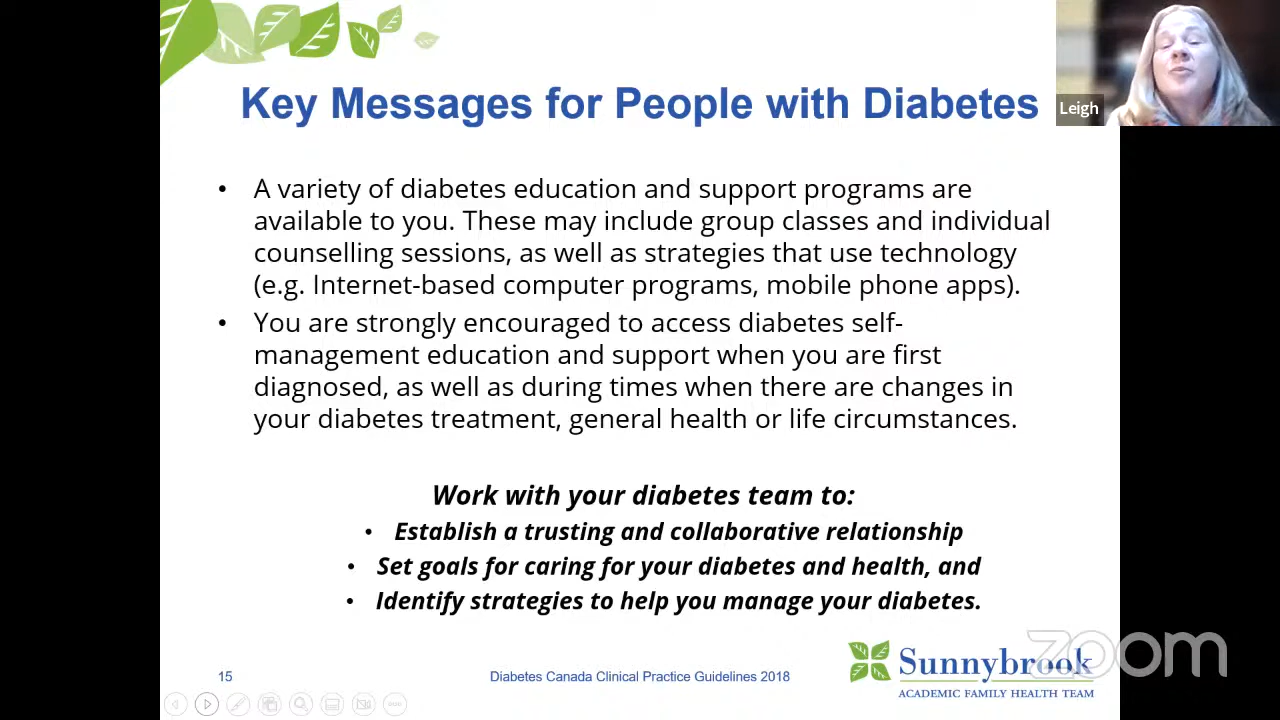 Key Messages for People with Diabetes
Leigh
• A variety of diabetes education and support programs are
available to you. These may include group classes and individual
counselling sessions, as well as strategies that use technology
(e.g. Internet-based computer programs, mobile phone apps).
• You are strongly encouraged to access diabetes self-
management education and support when you are first
diagnosed, as well as during times when there are changes in
your diabetes treatment, general health or life circumstances.
Work with your diabetes team to:
• Establish a trusting and collaborative relationship
• Set goals for caring for your diabetes and health, and
• Identify strategies to help you manage your diabetes.
15
Diabetes Canada Clinical Practice Guidelines 2018
Sunnybrook
ACADEMIC FAMILY HEALTH TEAM
zoom